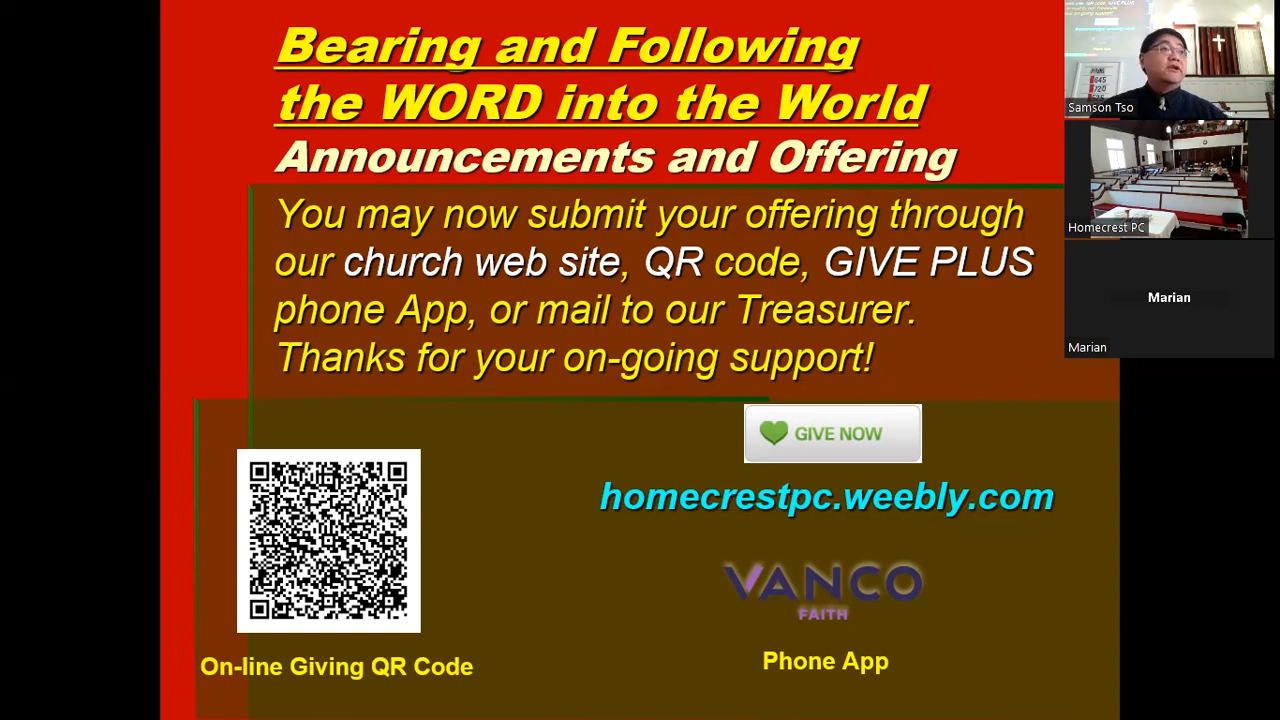 Bearing and Following
the WORD into the World
Announcements and Offering
You may now submit your offering through
our church web site, QR code, GIVE PLUS
phone App, or mail to our Treasurer.
Thanks for your on-going support!
GIVE NOW
homecrestpc.weebly.com
VANCO
FAITH
On-line Giving QR Code
Phone App
645
720
Samson Tso
Homecrest PC
Marian
Marian